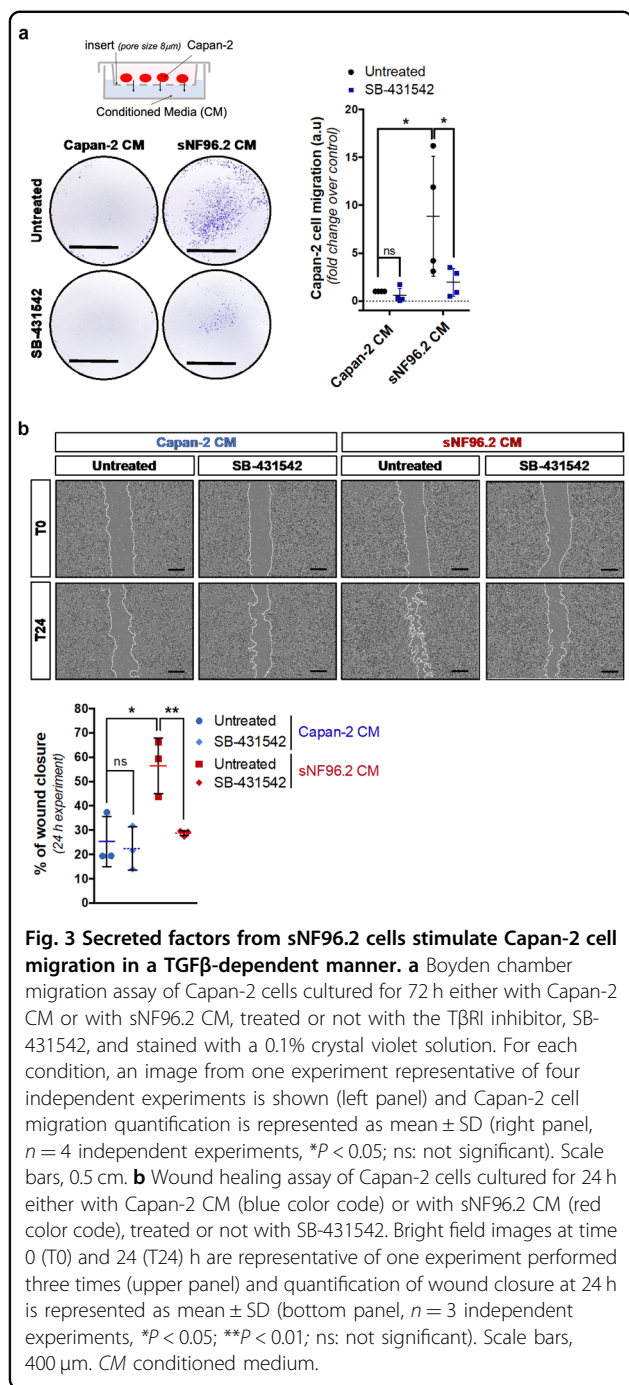 a
insert (pore size 8μm) Capan-2
Conditioned Media (CM)
Capan-2 CM sNF96.2 CM
Untreated
SB-431542
Untreated
SB-431542
Capan-2 cell migration (a.u)
(fold change over control)
20
15
10
5
0
* *
ns
Capan-2 CM
sNF96.2 CM
b
Capan-2 CM sNF96.2 CM
Untreated SB-431542 Untreated SB-431542
T0
T24
% of wound closure
(24 h experiment)
80
70
60
50
40
30
20
10
0
* **
ns
Untreated
SB-431542
Capan-2 CM
Untreated
SB-431542
sNF96.2 CM
Fig. 3 Secreted factors from sNF96.2 cells stimulate Capan-2 cell
migration in a TGFβ-dependent manner. a Boyden chamber
migration assay of Capan-2 cells cultured for 72 h either with Capan-2
CM or with sNF96.2 CM, treated or not with the TβRI inhibitor, SB-
431542, and stained with a 0.1% crystal violet solution. For each
condition, an image from one experiment representative of four
independent experiments is shown (left panel) and Capan-2 cell
migration quantification is represented as mean ± SD (right panel,
n = 4 independent experiments, *P < 0.05; ns: not significant). Scale
bars, 0.5 cm. b Wound healing assay of Capan-2 cells cultured for 24 h
either with Capan-2 CM (blue color code) or with sNF96.2 CM (red
color code), treated or not with SB-431542. Bright field images at time
0 (T0) and 24 (T24) h are representative of one experiment performed
three times (upper panel) and quantification of wound closure at 24 h
is represented as mean ± SD (bottom panel, n = 3 independent
experiments, *P < 0.05; **P < 0.01; ns: not significant). Scale bars,
400 μm. CM conditioned medium.